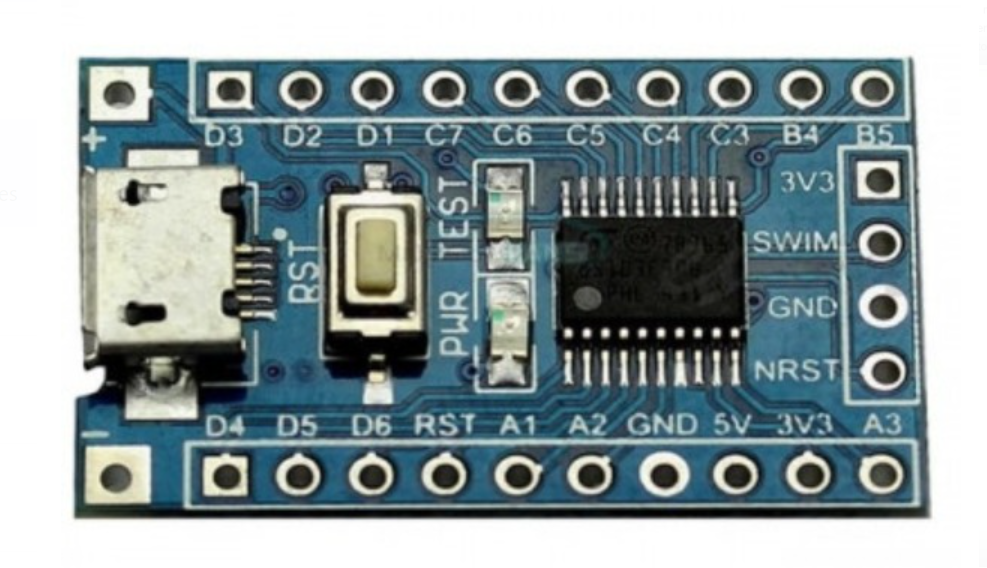 D3 D2 D1 C7 C6 C5 C4 C3 B4 B5
+
3V3
TEST
SWIM
RST
GND
PWR
NRST
D4 D5 D6 RST A1 A2 GND 5V 3V3 A3
−